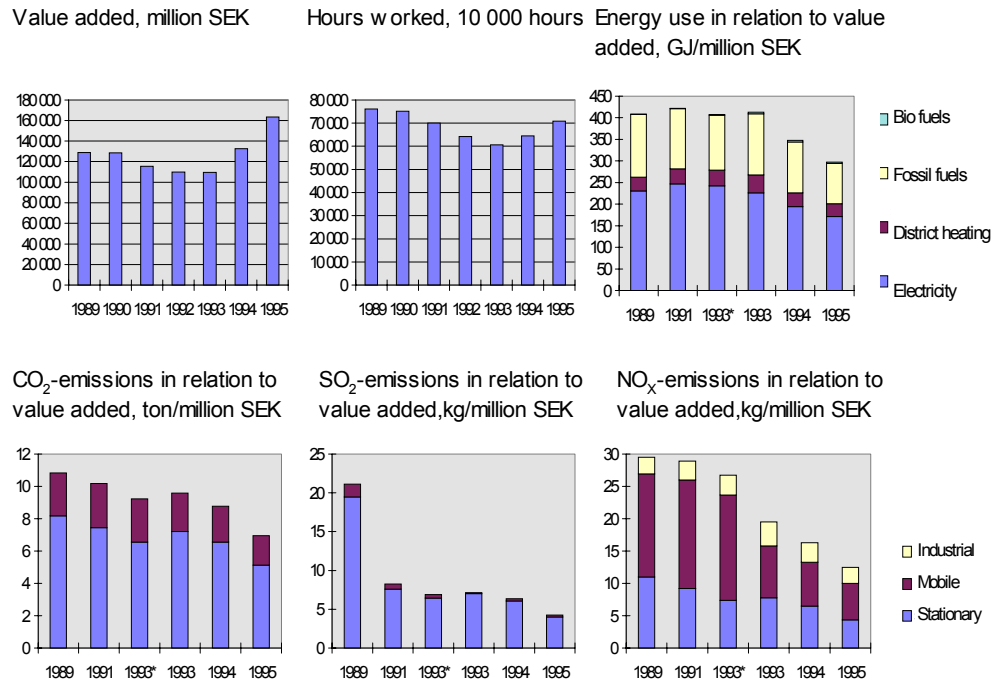 Value added, million SEK
180 000
160 000
140 000
120 000
100 000
80 000
60 000
40 000
20 000
0
1989 1990 1991 1992 1993 1994 1995
Hours worked, 10 000 hours
80 000
70 000
60 000
50 000
40 000
30 000
20 000
10 000
0
1989 1990 1991 1992 1993 1994 1995
Energy use in relation to value
added, GJ/million SEK
450
400
350
300
250
200
150
100
50
0
1989 1991 1993* 1993 1994 1995
Bio fuels
Fossil fuels
District heating
Electricity
CO₂-emissions in relation to
value added, ton/million SEK
12
10
8
6
4
2
0
1989 1991 1993* 1993 1994 1995
SO₂-emissions in relation to
value added,kg/million SEK
25
20
15
10
5
0
1989 1991 1993* 1993 1994 1995
NOₓ-emissions in relation to
value added,kg/million SEK
30
25
20
15
10
5
0
1989 1991 1993* 1993 1994 1995
Industrial
Mobile
Stationary